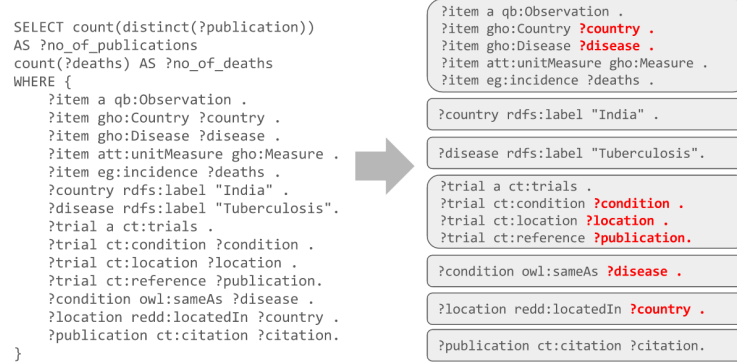 SELECT count(distinct(?publication))
AS ?no_of_publications
count(?deaths) AS ?no_of_deaths
WHERE {
?item a qb:Observation .
?item gho:Country ?country .
?item gho:Disease ?disease .
?item att:unitMeasure gho:Measure .
?item eg:incidence ?deaths .
?country rdfs:label "India" .
?disease rdfs:label "Tuberculosis".
?trial a ct:trials .
?trial ct:condition ?condition .
?trial ct:location ?location .
?trial ct:reference ?publication.
?condition owl:sameAs ?disease .
?location redd:locatedIn ?country .
?publication ct:citation ?citation.
}
?item a qb:Observation .
?item gho:Country ?country .
?item gho:Disease ?disease .
?item att:unitMeasure gho:Measure .
?item eg:incidence ?deaths .
?country rdfs:label "India" .
?disease rdfs:label "Tuberculosis".
?trial a ct:trials .
?trial ct:condition ?condition .
?trial ct:location ?location .
?trial ct:reference ?publication.
?condition owl:sameAs ?disease .
?location redd:locatedIn ?country .
?publication ct:citation ?citation.